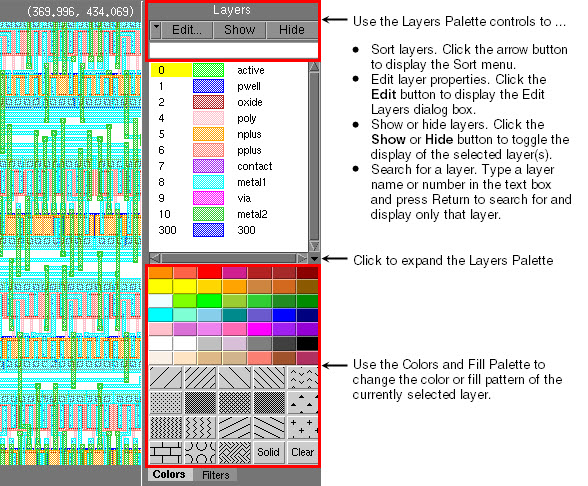 (369.996, 434.069)
Layers
Edit... Show Hide
0 active
1 pwell
2 oxide
4 poly
5 nplus
6 pplus
7 contact
8 metal1
9 via
10 metal2
300 300
Solid Clear
Colors Filters
Use the Layers Palette controls to ...
• Sort layers. Click the arrow button
to display the Sort menu.
• Edit layer properties. Click the
Edit button to display the Edit
Layers dialog box.
• Show or hide layers. Click the
Show or Hide button to toggle the
display of the selected layer(s).
• Search for a layer. Type a layer
name or number in the text box
and press Return to search for and
display only that layer.
Click to expand the Layers Palette
Use the Colors and Fill Palette to
change the color or fill pattern of the
currently selected layer.